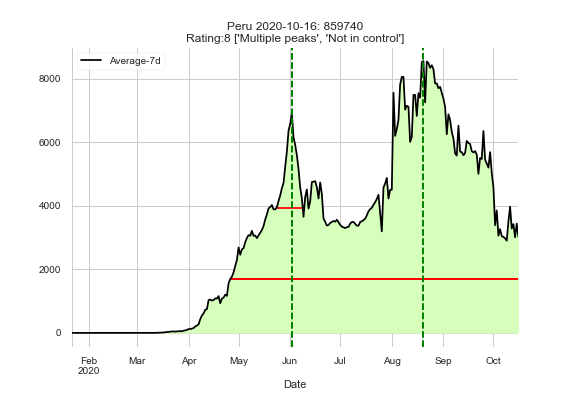 Peru 2020-10-16: 859740
Rating:8 ['Multiple peaks', 'Not in control']
Average-7d
8000
6000
4000
2000
0
Feb Mar Apr May Jun Jul Aug Sep Oct
2020
Date